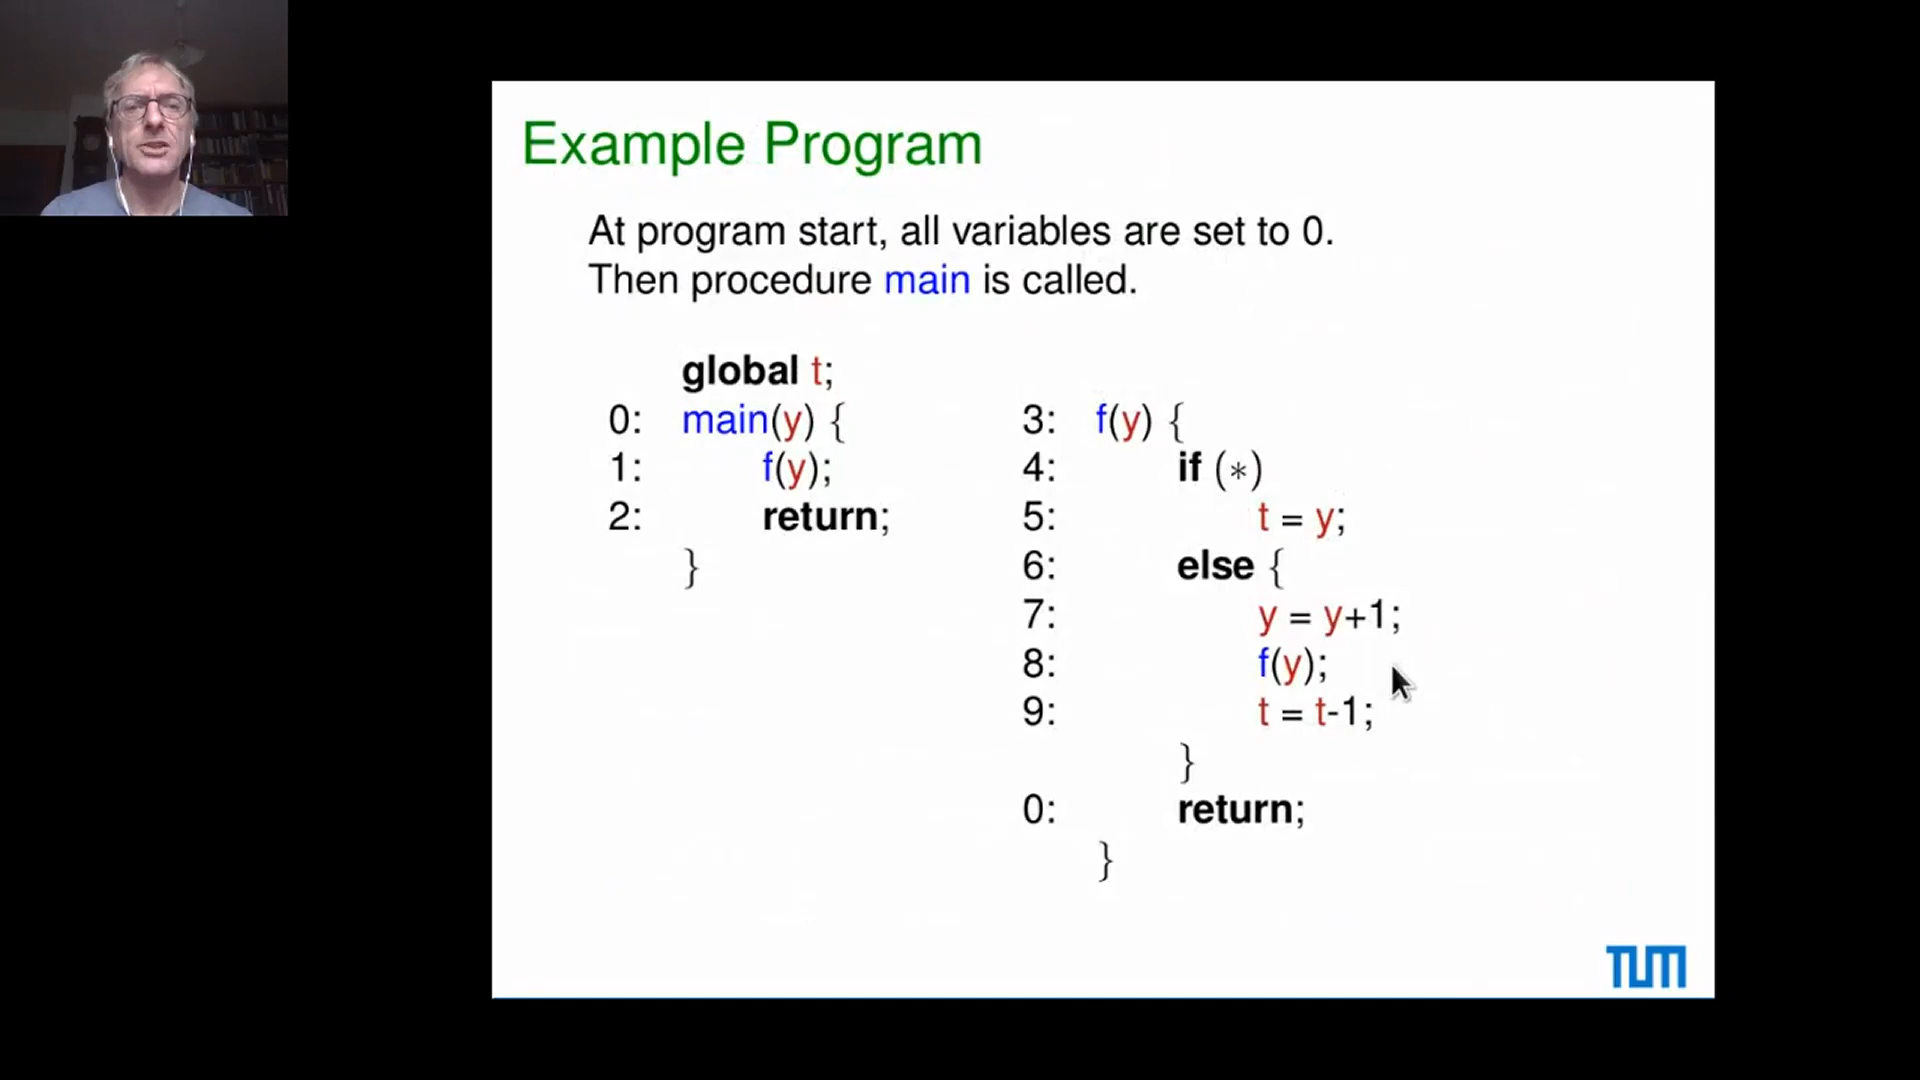 Example Program
At program start, all variables are set to 0.
Then procedure main is called.
global t;
0: main(y) {
1: f(y);
2: return;
}
3: f(y) {
4: if (∗)
5: t = y;
6: else {
7: y = y+1;
8: f(y);
9: t = t-1;
}
0: return;
}
TUM